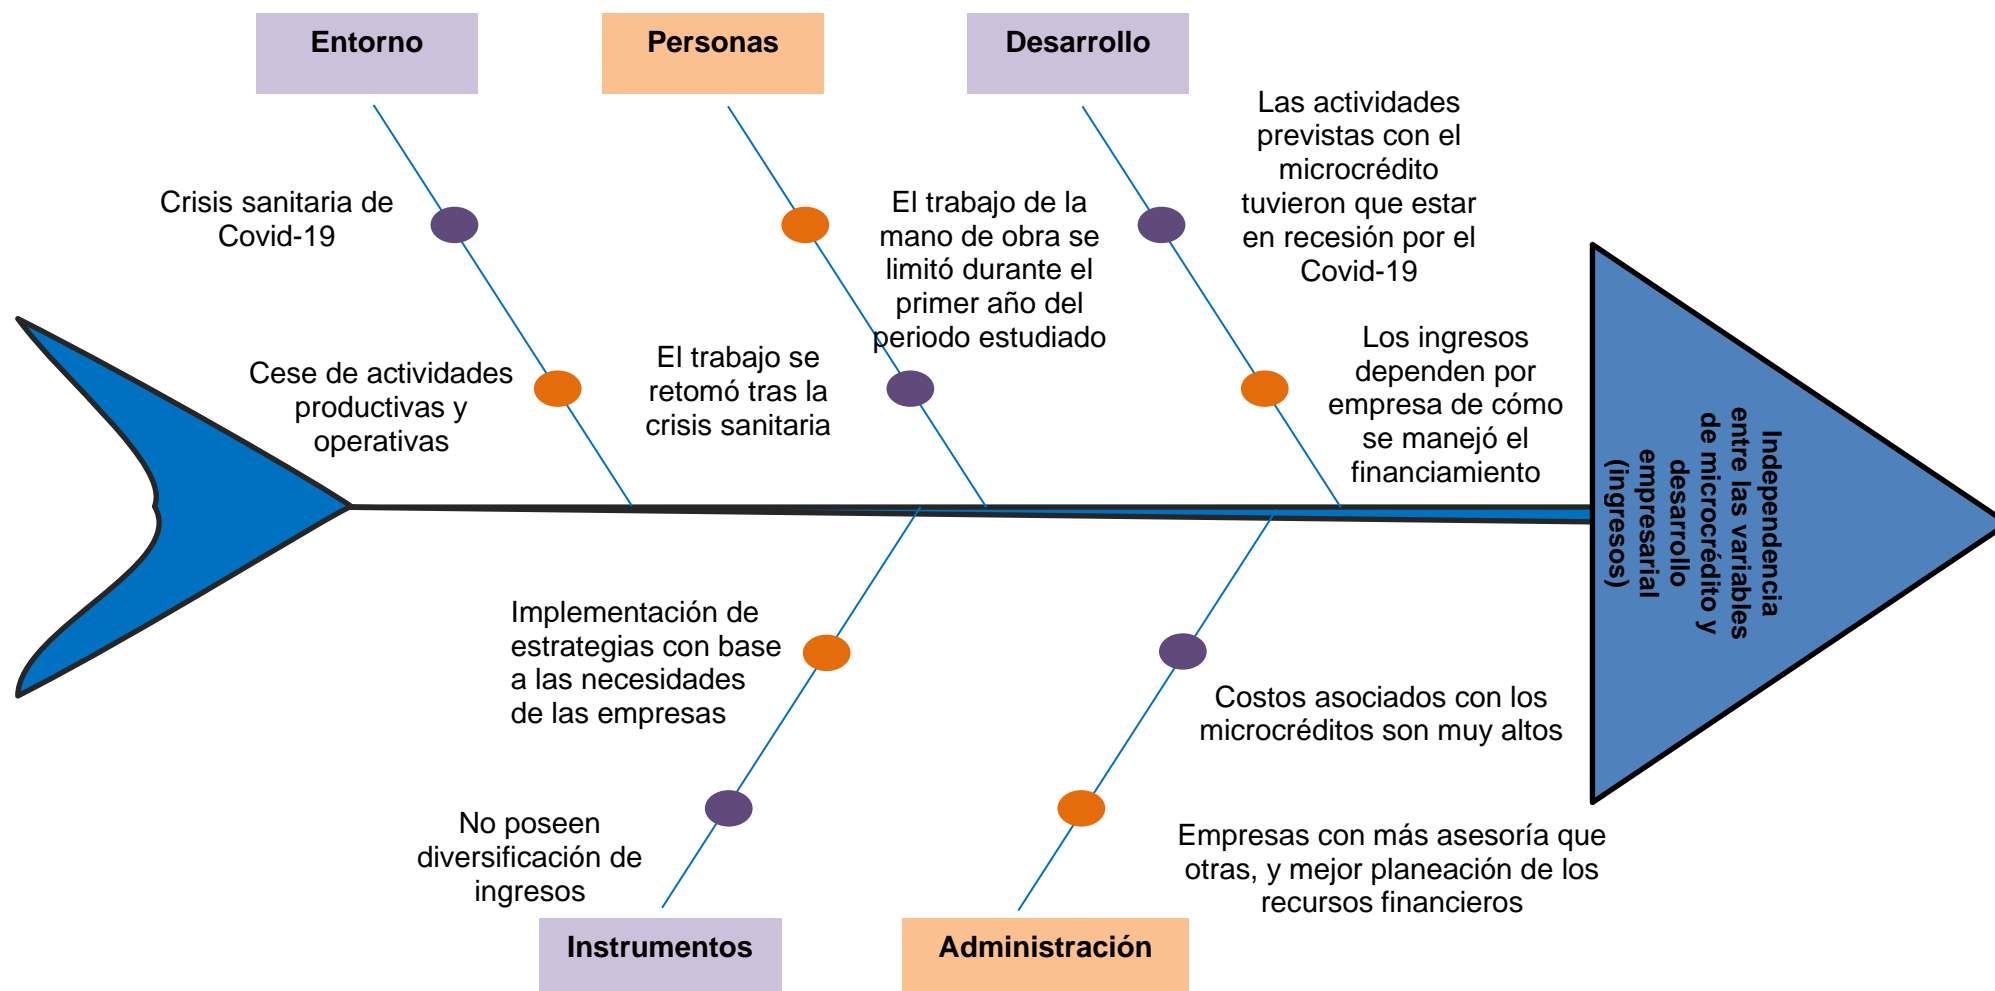 Entorno
Personas
Desarrollo
Crisis sanitaria de
Covid-19
Cese de actividades
productivas y
operativas
El trabajo de la
mano de obra se
limitó durante el
primer año del
periodo estudiado
El trabajo se
retomó tras la
crisis sanitaria
Las actividades
previstas con el
microcrédito
tuvieron que estar
en recesión por el
Covid-19
Los ingresos
dependen por
empresa de cómo
se manejó el
financiamiento
Independencia
entre las variables
de microcrédito y
desarrollo
empresarial
(ingresos)
Implementación de
estrategias con base
a las necesidades
de las empresas
No poseen
diversificación de
ingresos
Costos asociados con los
microcréditos son muy altos
Empresas con más asesoría que
otras, y mejor planeación de los
recursos financieros
Instrumentos
Administración